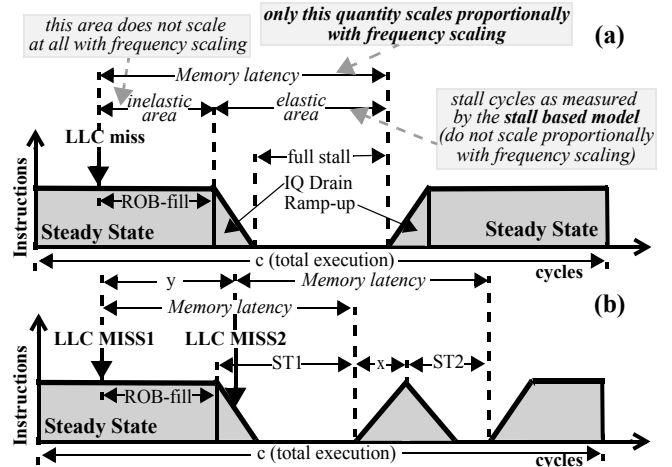 this area does not scale
at all with frequency scaling
only this quantity scales proportionally
with frequency scaling
(a)
Memory latency
inelastic
area
elastic
area
stall cycles as measured
by the stall based model
(do not scale proportionally
with frequency scaling)
LLC miss
full stall
Instructions
ROB-fill
IQ Drain
Ramp-up
Steady State
Steady State
c (total execution)
cycles
y
Memory latency
(b)
Memory latency
LLC MISS1
LLC MISS2
ST1
x
ST2
Instructions
ROB-fill
Steady State
c (total execution)
cycles